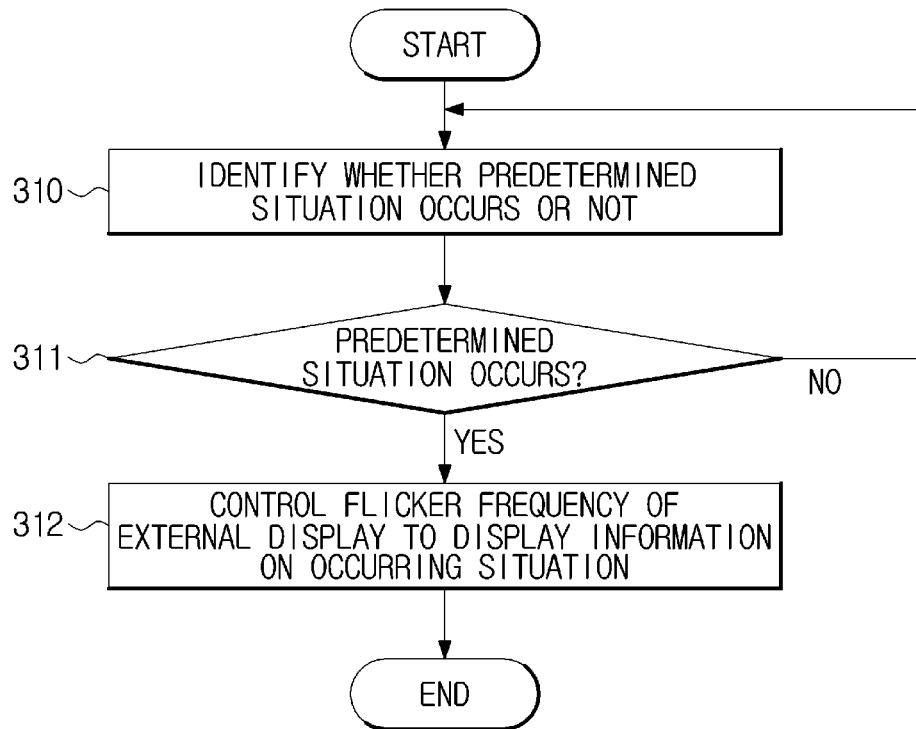 START
310
IDENTIFY WHETHER PREDETERMINED
SITUATION OCCURS OR NOT
311
PREDETERMINED
SITUATION OCCURS?
NO
YES
312
CONTROL FLICKER FREQUENCY OF
EXTERNAL DISPLAY TO DISPLAY INFORMATION
ON OCCURRING SITUATION
END